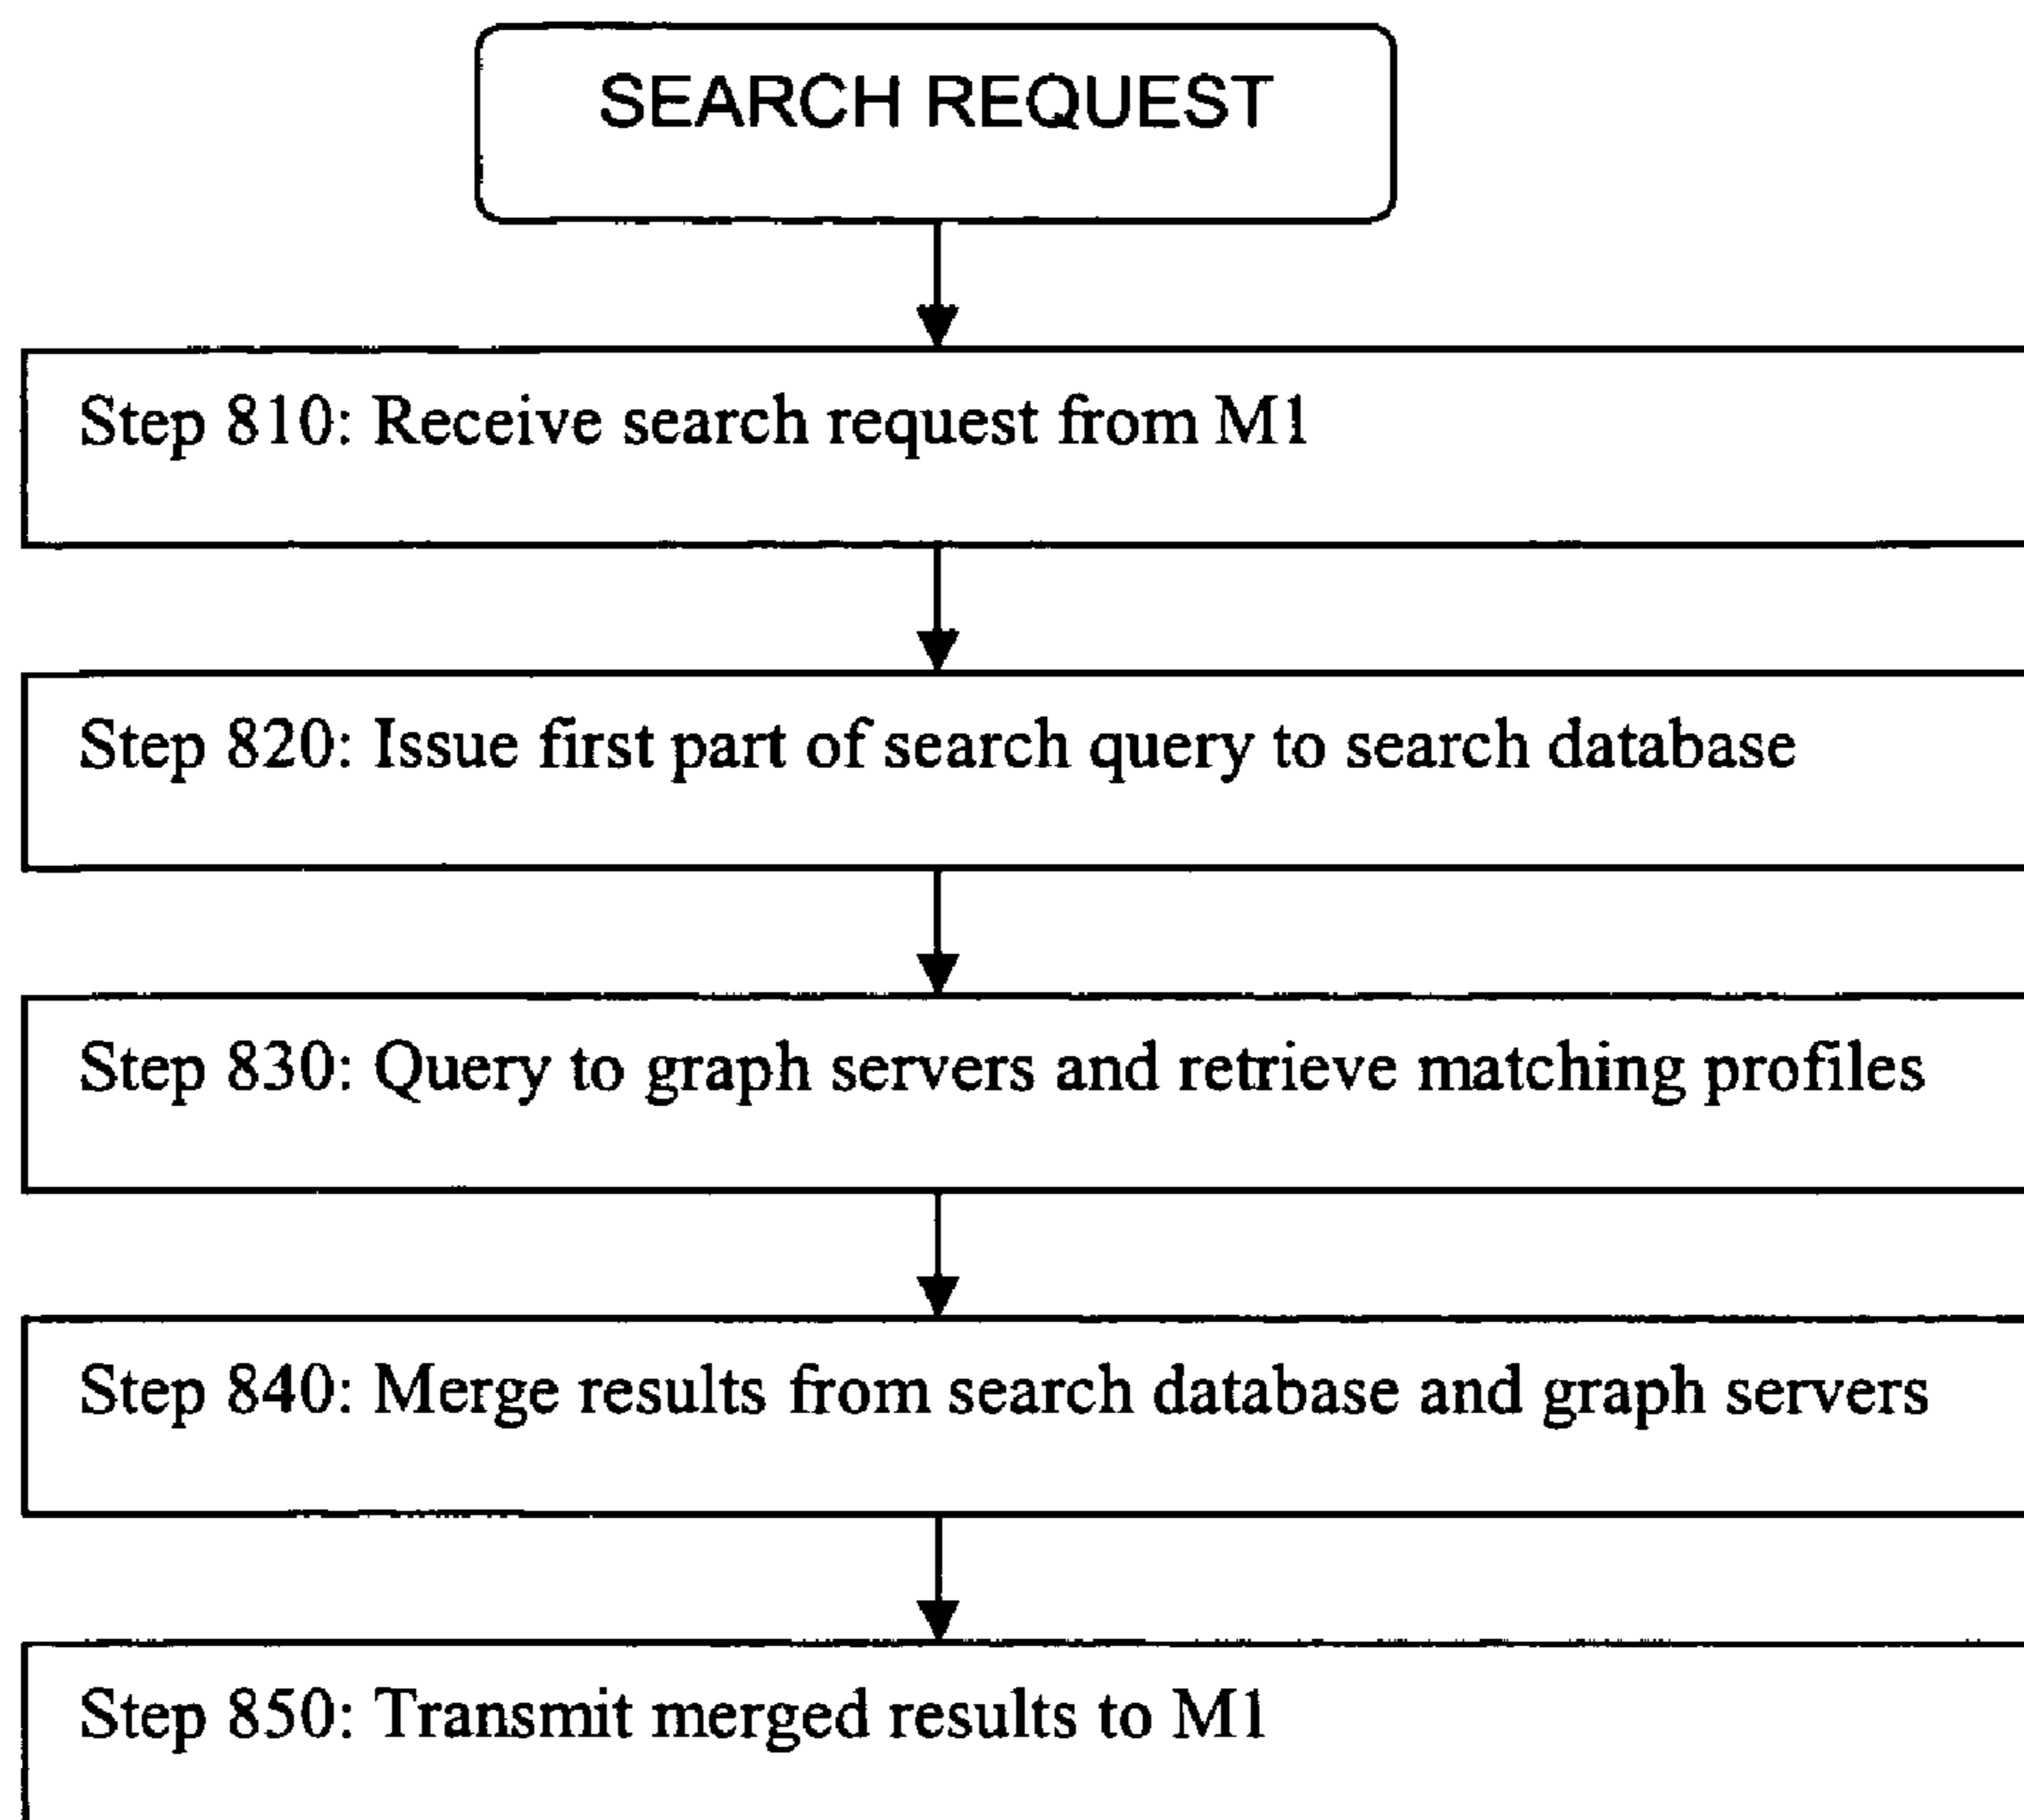 SEARCH REQUEST
Step 810: Receive search request from M1
Step 820: Issue first part of search query to search database
Step 830: Query to graph servers and retrieve matching profiles
Step 840: Merge results from search database and graph servers
Step 850: Transmit merged results to M1